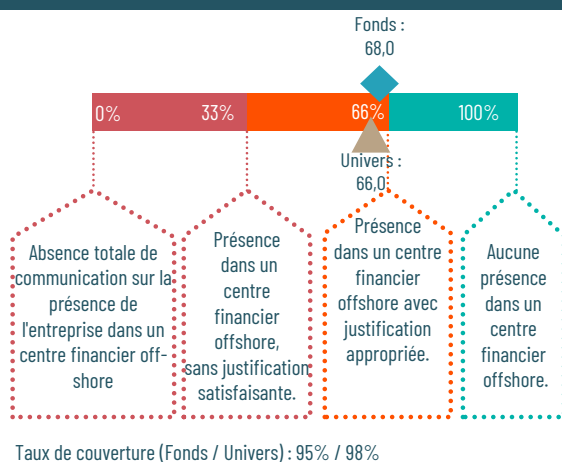 Fonds :
68,0
0%
33%
66%
100%
Univers :
66,0
Absence totale de
communication sur la
présence de
l'entreprise dans un
centre financier off-
shore
Présence
dans un
centre
financier
offshore,
sans justification
satisfaisante.
Présence
dans un centre
financier
offshore avec
justification
appropriée.
Aucune
présence
dans un
centre
financier
offshore.
Taux de couverture (Fonds / Univers) : 95% / 98%